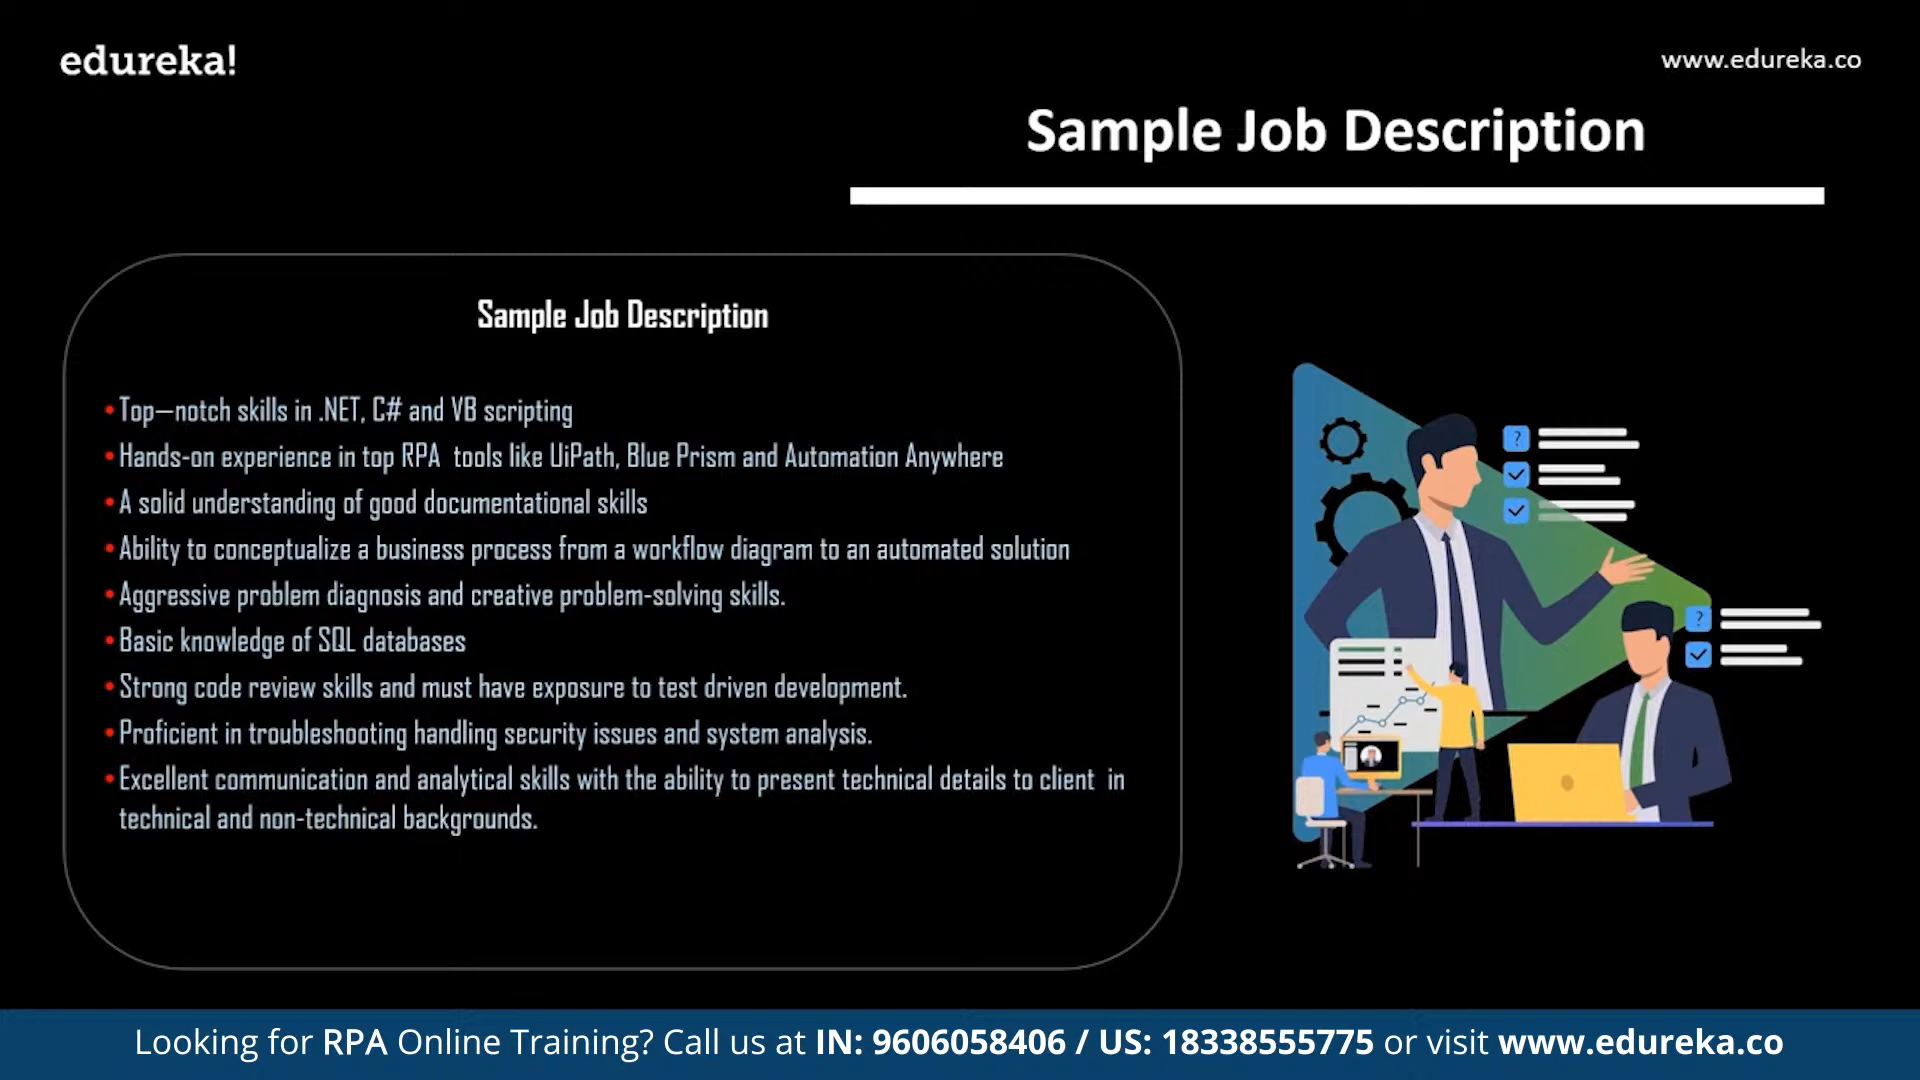 edureka!
www.edureka.co
Sample Job Description
Sample Job Description
•Top—notch skills in .NET, C# and VB scripting
•Hands-on experience in top RPA  tools like UiPath, Blue Prism and Automation Anywhere
•A solid understanding of good documentational skills
•Ability to conceptualize a business process from a workflow diagram to an automated solution
•Aggressive problem diagnosis and creative problem-solving skills.
•Basic knowledge of SQL databases
•Strong code review skills and must have exposure to test driven development.
•Proficient in troubleshooting handling security issues and system analysis.
•Excellent communication and analytical skills with the ability to present technical details to client  in
technical and non-technical backgrounds.
?
?
Looking for RPA Online Training? Call us at IN: 9606058406 / US: 18338555775 or visit www.edureka.co